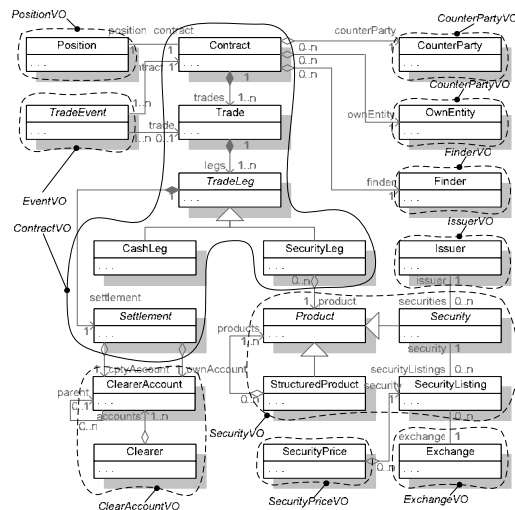 PositionVO
CounterPartyVO
position contract
counterParty
Position
Contract
CounterParty
. . .
. . .
. . .
0..n
0..n
0..n
1
1
1..n
trades
1..n
CounterPartyVO
TradeEvent
Trade
OwnEntity
. . .
. . .
. . .
trade
1..n
0..1
1
ownEntity
1
legs
1..n
FinderVO
TradeLeg
Finder
. . .
. . .
finder
1
1
EventVO
ContractVO
IssuerVO
CashLeg
SecurityLeg
Issuer
. . .
. . .
. . .
0..n
issuer
1
settlement
1
product
securities
0..n
Settlement
Product
Security
. . .
. . .
. . .
1
products
1..n
security
1
1
cptyAccount
1
ownAccount
securityListings
0..n
ClearerAccount
StructuredProduct
SecurityListing
. . .
. . .
. . .
parent
0..1
0..n
accounts
1..n
0..n
security
1
SecurityVO
0..n
exchange
1
Clearer
SecurityPrice
Exchange
. . .
. . .
. . .
0..n
ClearAccountVO
SecurityPriceVO
ExchangeVO